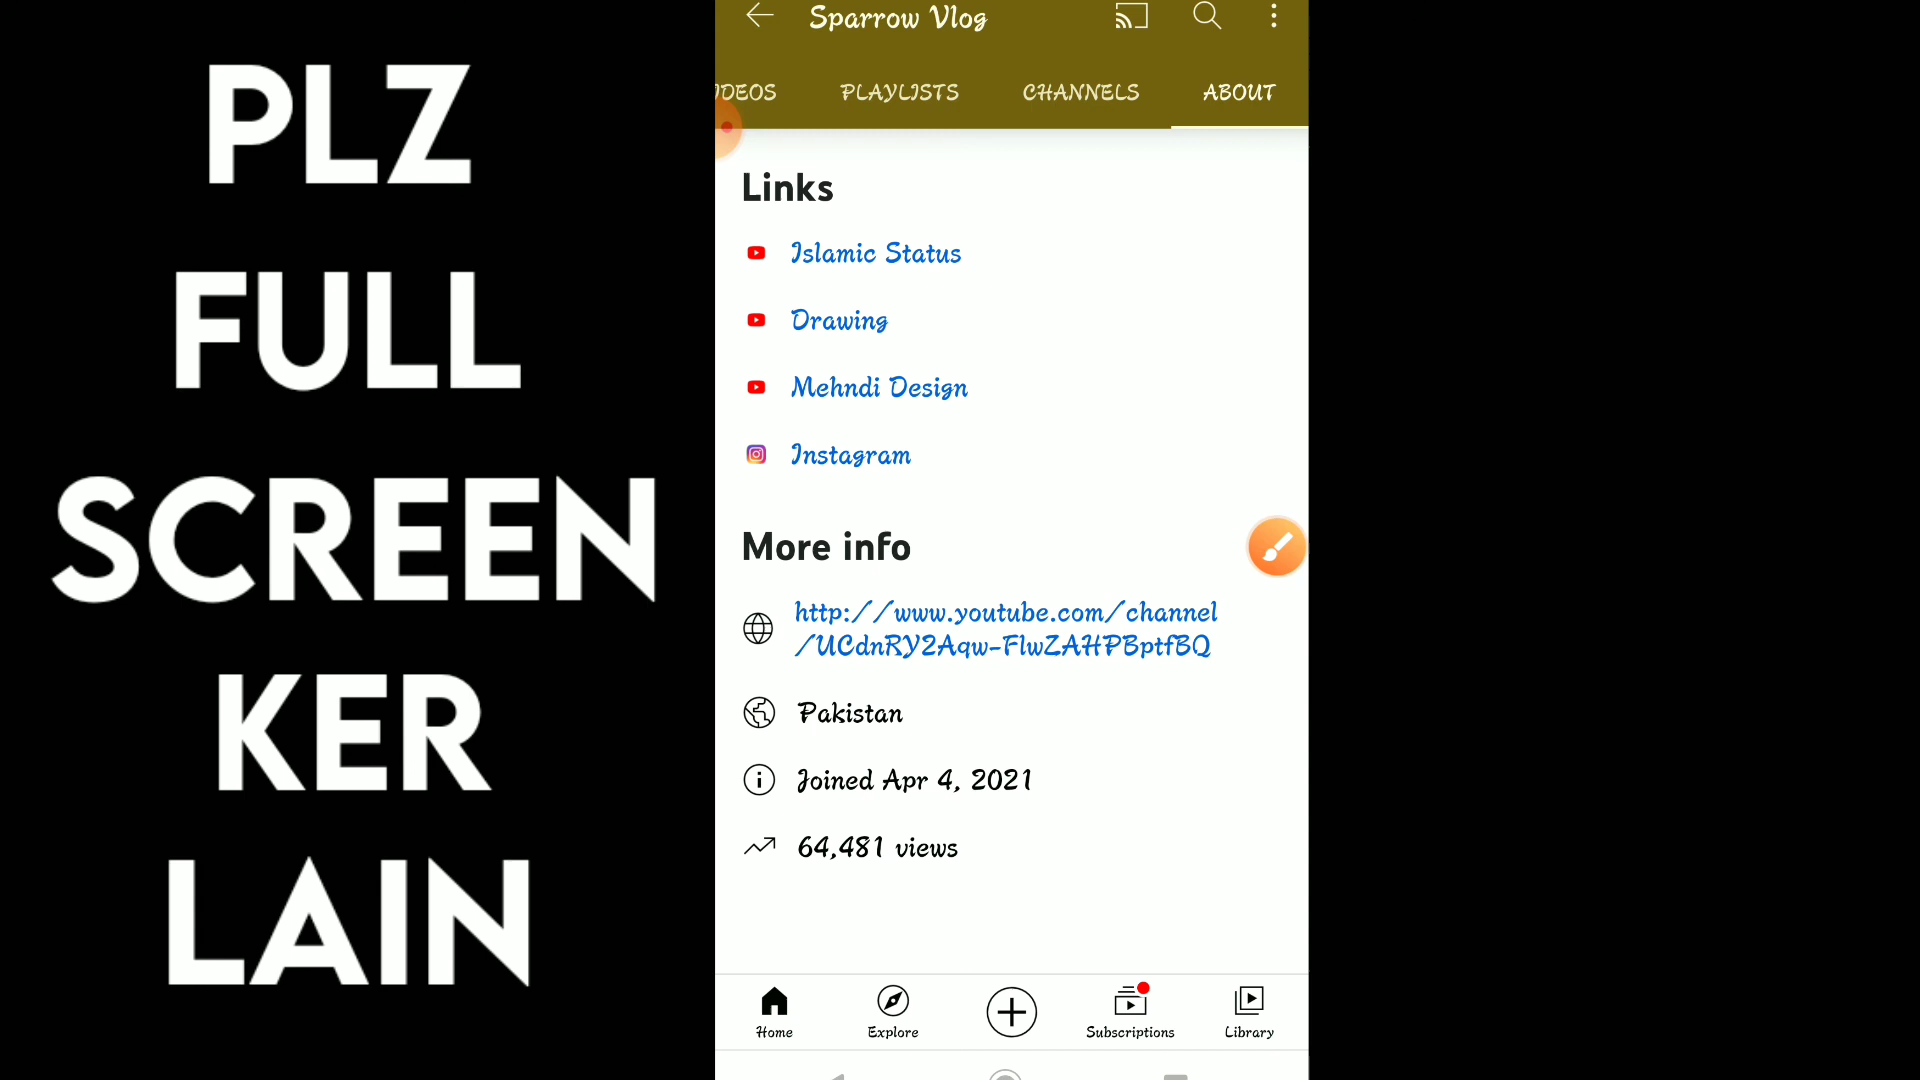 PLZ
FULL
SCREEN
KER
LAIN
Sparrow Vlog
IDEOS PLAYLISTS CHANNELS ABOUT
Links
Islamic Status
Drawing
Mehndi Design
Instagram
More info
http://www.youtube.com/channel
/UCdnRY2Aqw-FlwZAHPBptfBQ
Pakistan
Joined Apr 4, 2021
64,481 views
Home Explore Subscriptions Library